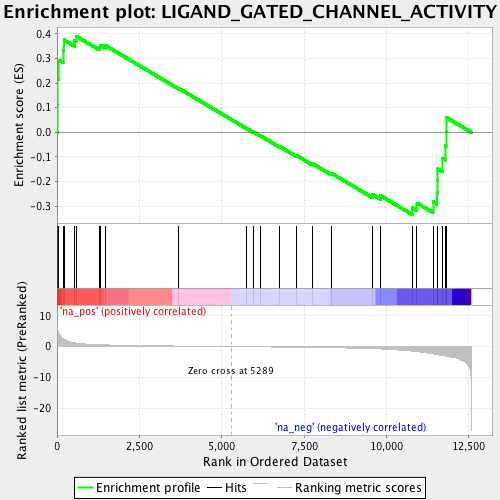 Enrichment plot: LIGAND_GATED_CHANNEL_ACTIVITY
Enrichment score (ES)
0.4
0.3
0.2
0.1
0.0
-0.1
-0.2
-0.3
'na_pos' (positively correlated)
Ranked list metric (PreRanked)
10
5
0
-5
-10
-20
Zero cross at 5289
'na_neg' (negatively correlated)
0
2,500
5,000
7,500
10,000
12,500
Rank in Ordered Dataset
Enrichment profile
Hits
Ranking metric scores